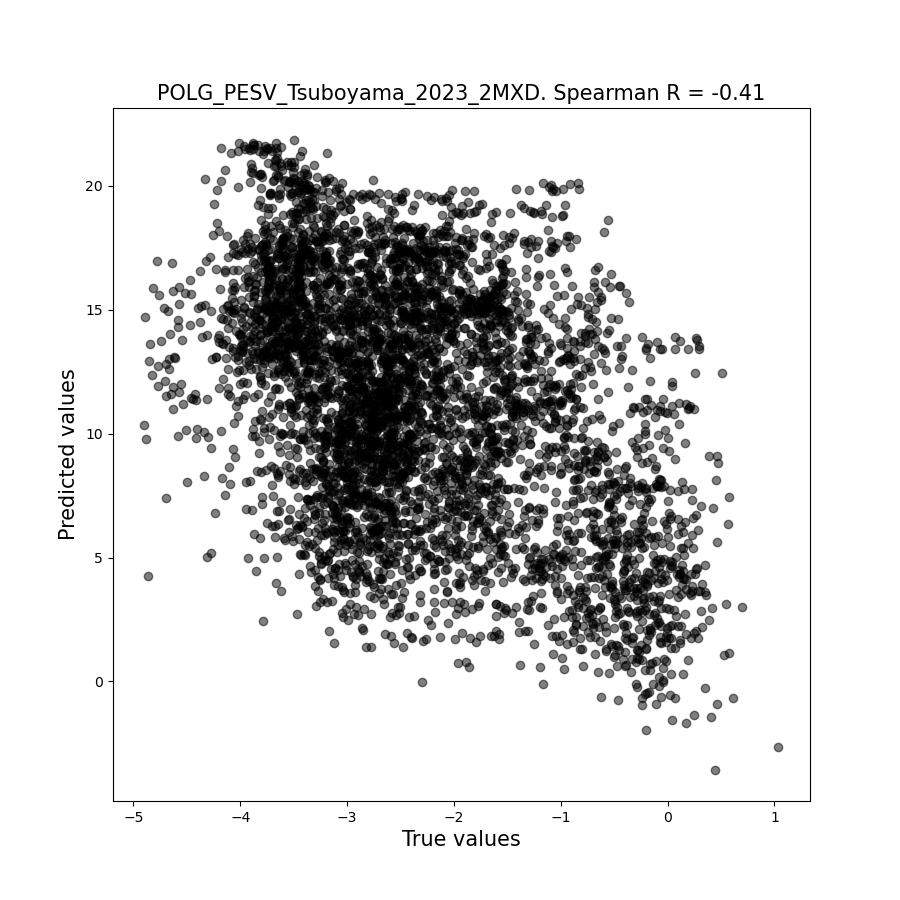 POLG_PESV_Tsuboyama_2023_2MXD. Spearman R = -0.41
20
15
10
5
0
Predicted values
−5 −4 −3 −2 −1 0 1
True values